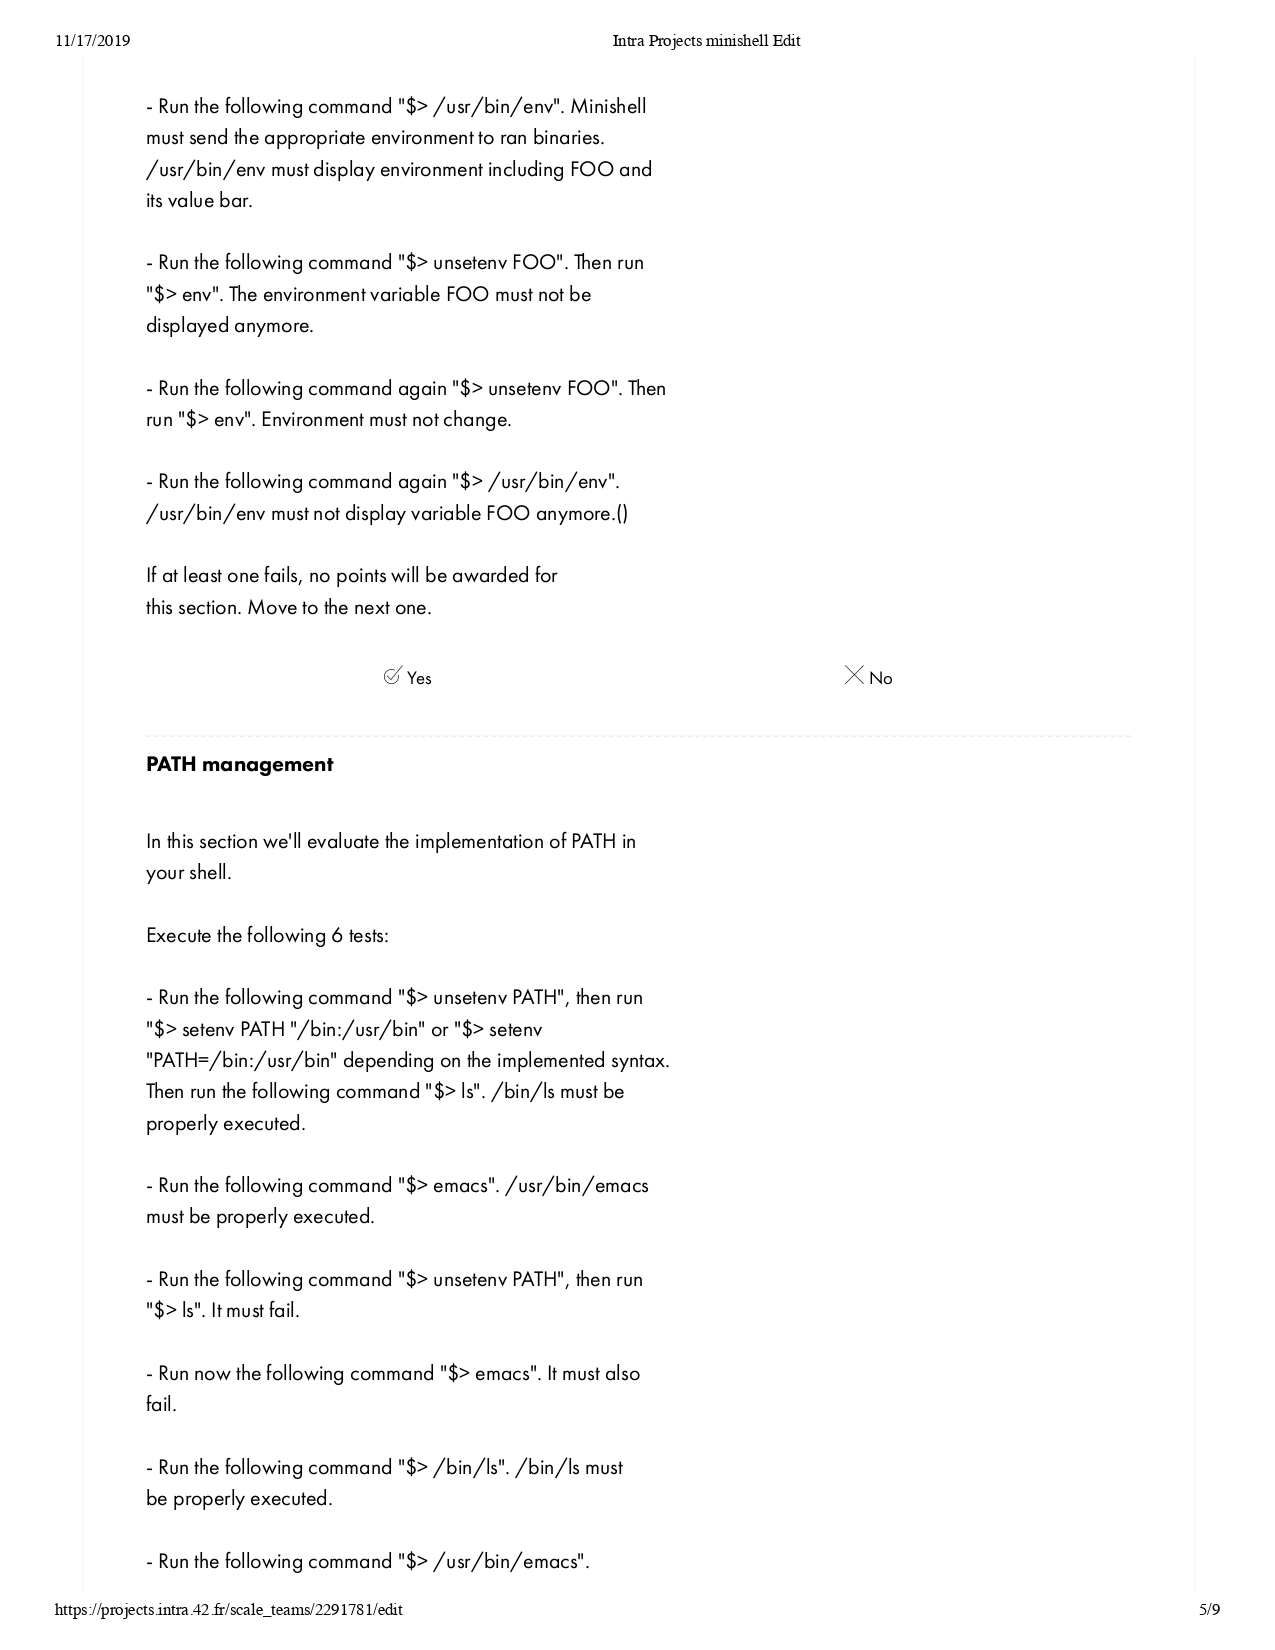 11/17/2019
Intra Projects minishell Edit
- Run the following command "$> /usr/bin/env". Minishell
must send the appropriate environment to ran binaries.
/usr/bin/env must display environment including FOO and
its value bar.
- Run the following command "$> unsetenv FOO". Then run
"$> env". The environment variable FOO must not be
displayed anymore.
- Run the following command again "$> unsetenv FOO". Then
run "$> env". Environment must not change.
- Run the following command again "$> /usr/bin/env".
/usr/bin/env must not display variable FOO anymore.()
If at least one fails, no points will be awarded for
this section. Move to the next one.
Yes
No
PATH management
In this section we'll evaluate the implementation of PATH in
your shell.
Execute the following 6 tests:
- Run the following command "$> unsetenv PATH", then run
"$> setenv PATH "/bin:/usr/bin" or "$> setenv
"PATH=/bin:/usr/bin" depending on the implemented syntax.
Then run the following command "$> ls". /bin/ls must be
properly executed.
- Run the following command "$> emacs". /usr/bin/emacs
must be properly executed.
- Run the following command "$> unsetenv PATH", then run
"$> ls". It must fail.
- Run now the following command "$> emacs". It must also
fail.
- Run the following command "$> /bin/ls". /bin/ls must
be properly executed.
- Run the following command "$> /usr/bin/emacs".
https://projects.intra.42.fr/scale_teams/2291781/edit
5/9